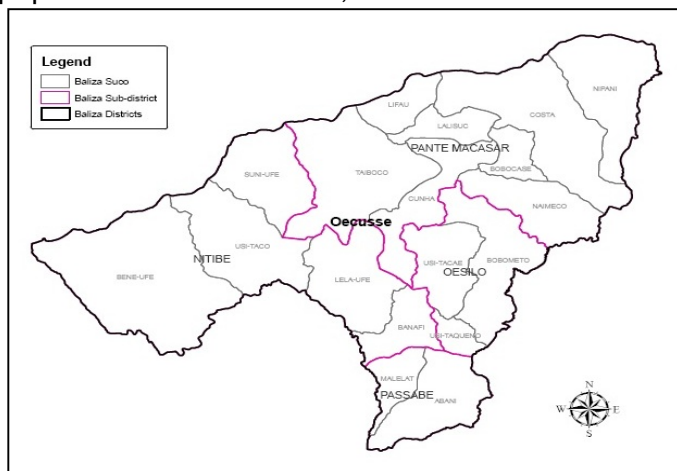 Legend
Baliza Suco
Baliza Sub-district
Baliza Districts
NIPANI
LIFAU
COSTA
LALISUC
PANTE MACASAR
BOBOCASE
SUNI-UFE
TAIBOCO
CUNHA
NAIMECO
Oecusse
USI-TACO
NITIBE
BENE-UFE
LELA-UFE
USI-TACAE
OESILO
BOBOMETO
BANAFI
USI-TAQUENO
MALELAT
PASSABE
ABANI
N
W
E
S